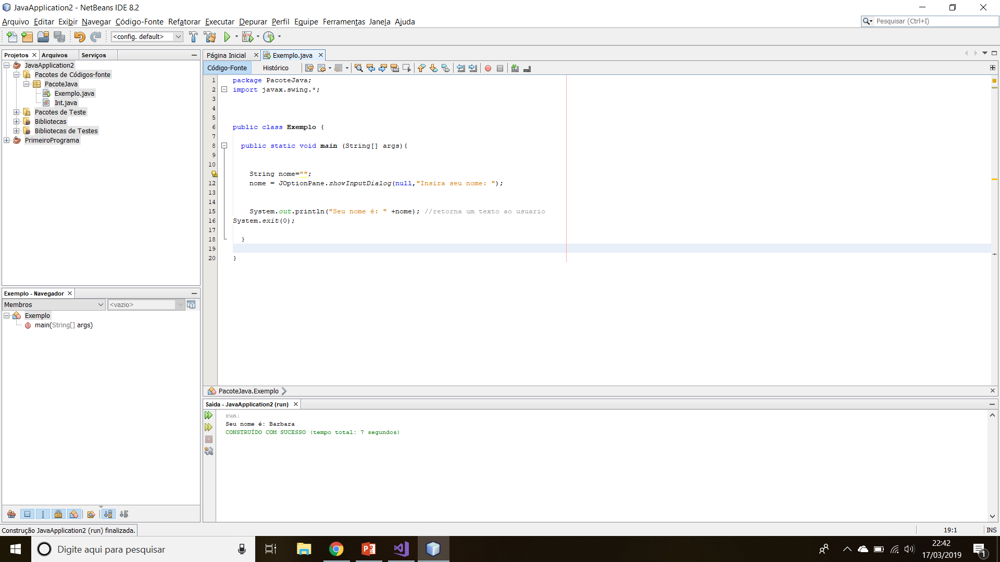 JavaApplication2 - NetBeans IDE 8.2
Arquivo Editar Exibir Navegar Código-Fonte Refatorar Executar Depurar Perfil Equipe Ferramentas Janela Ajuda
Pesquisar (Ctrl+I)
<config. default>
Projetos Arquivos Serviços
JavaApplication2
Pacotes de Códigos-fonte
PacoteJava
Exemplo.java
Int.java
Pacotes de Teste
Bibliotecas
Bibliotecas de Testes
PrimeiroPrograma
Exemplo - Navegador
Membros <vazio>
Exemplo
main(String[] args)
Página Inicial Exemplo.java
Código-Fonte Histórico
1 package PacoteJava;
2 import javax.swing.*;
3
4
5
6 public class Exemplo {
7
8 public static void main (String[] args){
9
10
String nome="";
12 nome = JOptionPane.showInputDialog(null,"Insira seu nome: ");
13
14
15 System.out.println("Seu nome é: " +nome); //retorna um texto ao usuario
16 System.exit(0);
17
18 }
19
20 }
PacoteJava.Exemplo
Saída - JavaApplication2 (run)
run:
Seu nome é: Barbara
CONSTRUÍDO COM SUCESSO (tempo total: 7 segundos)
Construção JavaApplication2 (run) finalizada.
19:1 INS
Digite aqui para pesquisar
22:42
17/03/2019
1